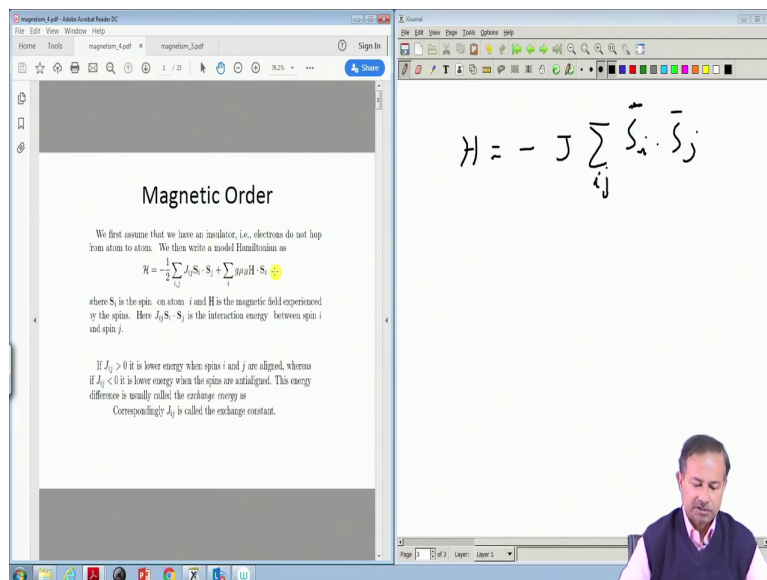 magnetism_4.pdf - Adobe Acrobat Reader DC
File Edit View Window Help
Home Tools magnetism_4.pdf × magnetism_3.pdf Sign In
1 / 23 76.2% Share
Magnetic Order
We first assume that we have an insulator, i.e., electrons do not hop
from atom to atom. We then write a model Hamiltonian as
ℋ = −1/2 ∑_{i,j} J_{ij} S_i · S_j + ∑_i gμ_B H · S_i
where S_i is the spin on atom i and H is the magnetic field experienced
by the spins. Here J_{ij} S_i · S_j is the interaction energy between spin i
and spin j.
If J_{ij} > 0 it is lower energy when spins i and j are aligned, whereas
if J_{ij} < 0 it is lower energy when the spins are antialigned. This energy
difference is usually called the exchange energy as
Correspondingly J_{ij} is called the exchange constant.
Xournal
File Edit View Page Tools Options Help
H = − J ∑_{ij} S̄_i · S̄_j
Page 3 of 3 Layer: Layer 1